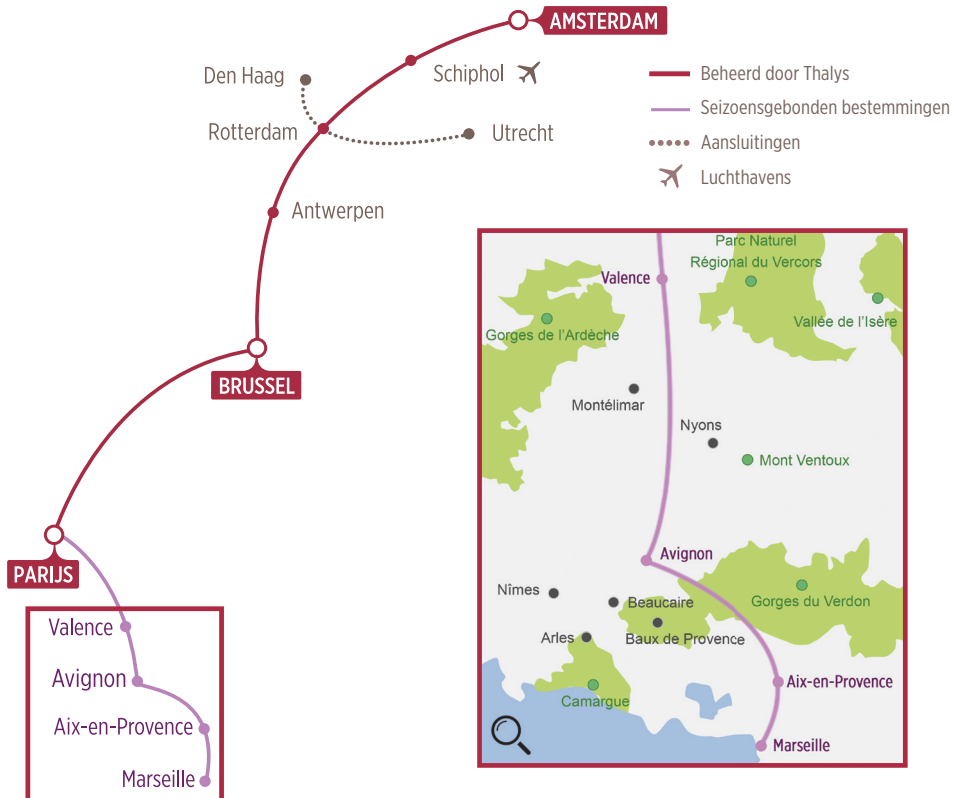 AMSTERDAM
Den Haag
Schiphol
Rotterdam
Utrecht
Antwerpen
BRUSSEL
PARIJS
Valence
Avignon
Aix-en-Provence
Marseille
Beheerd door Thalys
Seizoensgebonden bestemmingen
Aansluitingen
Luchthavens
Parc Naturel
Régional du Vercors
Valence
Vallée de l'Isère
Gorges de l'Ardèche
Montélimar
Nyons
Mont Ventoux
Avignon
Nîmes
Beaucaire
Gorges du Verdon
Arles
Baux de Provence
Aix-en-Provence
Camargue
Marseille